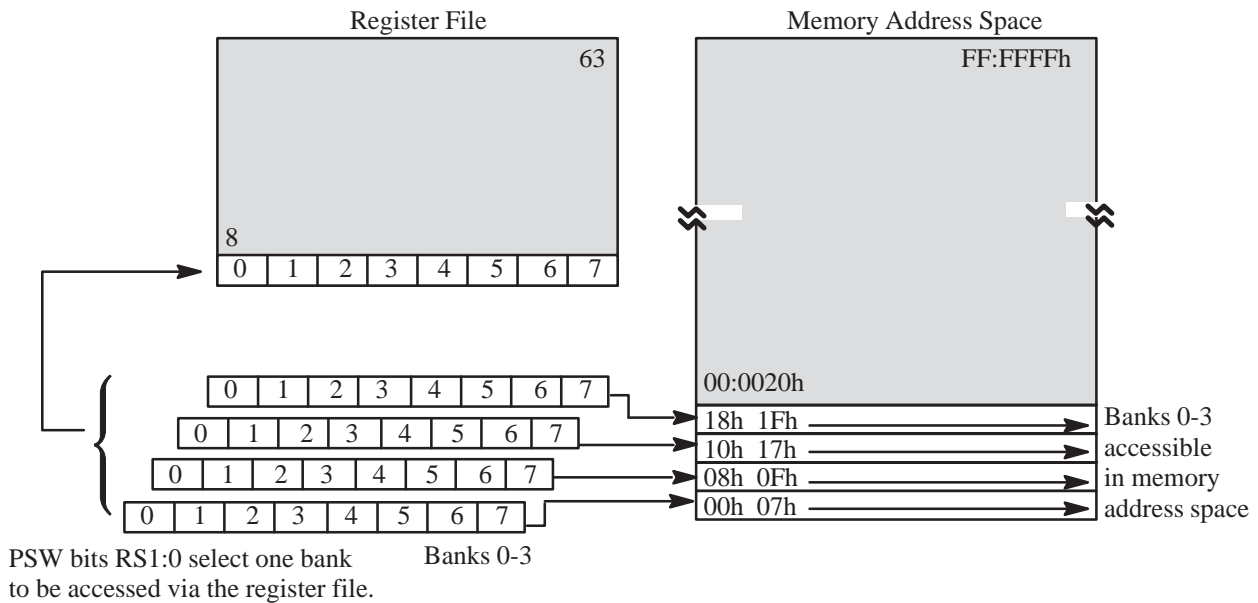 Register File
Memory Address Space
63
FF:FFFFh
8
0 1 2 3 4 5 6 7
00:0020h
0 1 2 3 4 5 6 7
18h 1Fh
Banks 0-3
0 1 2 3 4 5 6 7
10h 17h
accessible
0 1 2 3 4 5 6 7
08h 0Fh
in memory
0 1 2 3 4 5 6 7
00h 07h
address space
PSW bits RS1:0 select one bank
to be accessed via the register file.
Banks 0-3